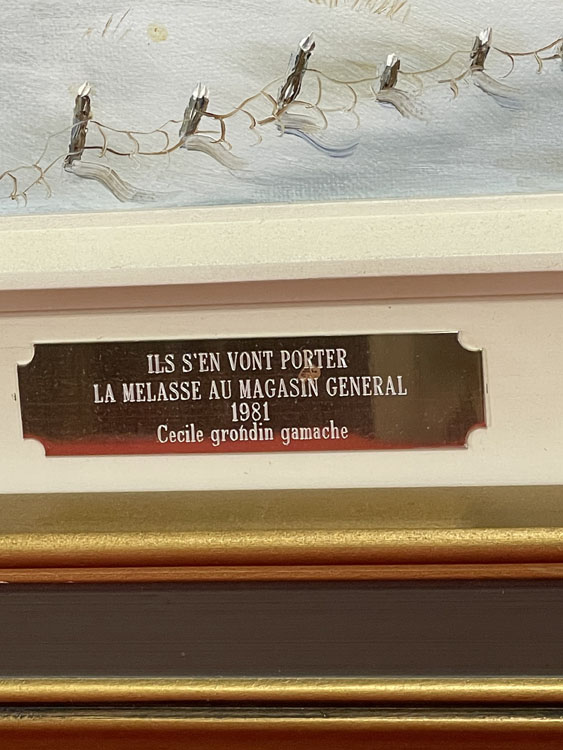 ILS S'EN VONT PORTER
LA MELASSE AU MAGASIN GENERAL
1981
Cecile grondin gamache